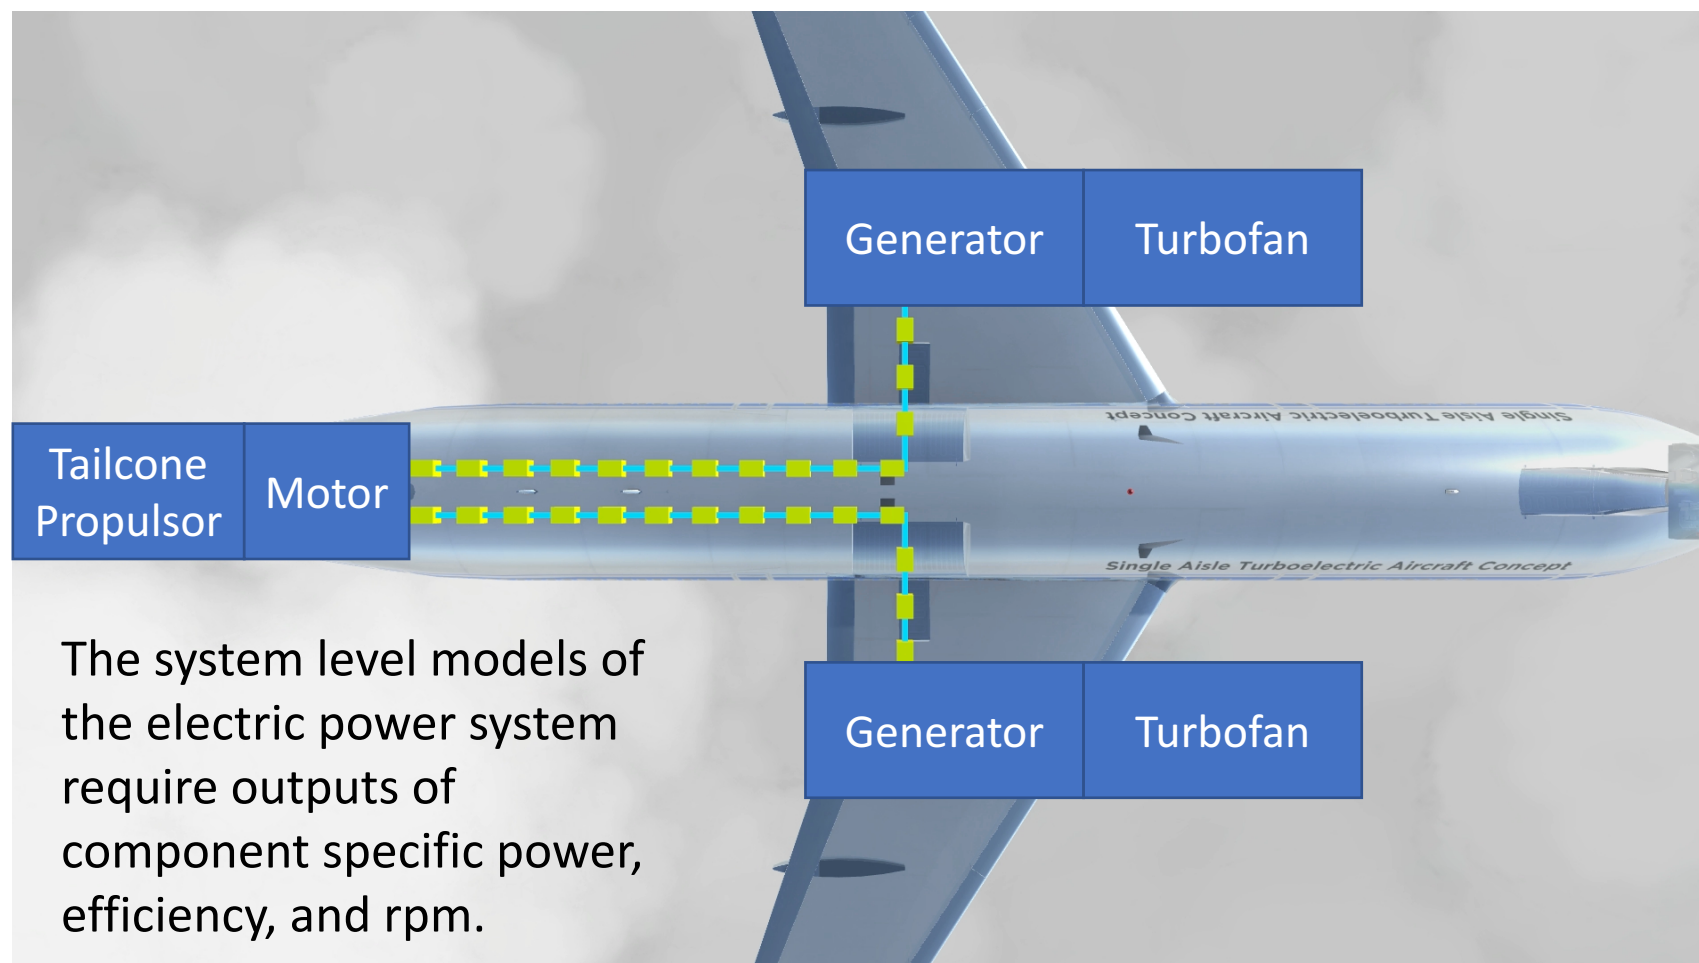 Generator
Turbofan
Single Aisle Turboelectric Aircraft Concept
Tailcone
Propulsor
Motor
Single Aisle Turboelectric Aircraft Concept
The system level models of
the electric power system
require outputs of
component specific power,
efficiency, and rpm.
Generator
Turbofan